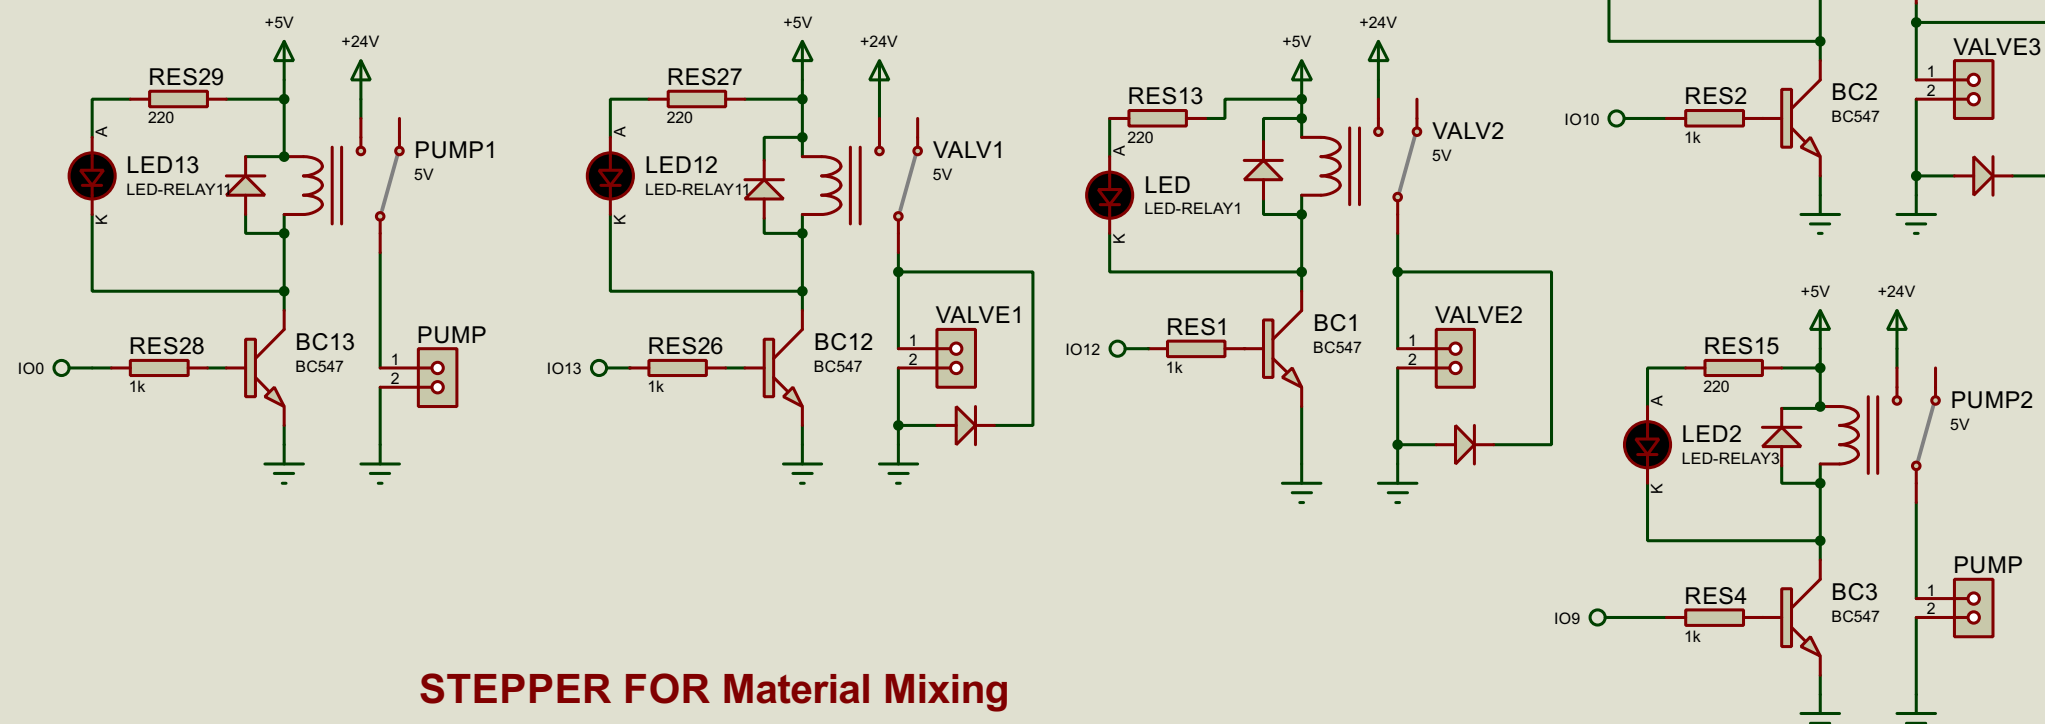 +5V
+24V
RES29
220
A
LED13
LED-RELAY11
K
PUMP1
5V
IO0
RES28
1k
BC13
BC547
PUMP
1
2
+5V
+24V
RES27
220
A
LED12
LED-RELAY11
K
VALV1
5V
IO13
RES26
1k
BC12
BC547
VALVE1
1
2
+5V
+24V
RES13
220
A
LED
LED-RELAY1
K
VALV2
5V
IO12
RES1
1k
BC1
BC547
VALVE2
1
2
IO10
RES2
1k
BC2
BC547
VALVE3
1
2
+5V
+24V
RES15
220
A
LED2
LED-RELAY3
K
PUMP2
5V
IO9
RES4
1k
BC3
BC547
PUMP
1
2
STEPPER FOR Material Mixing